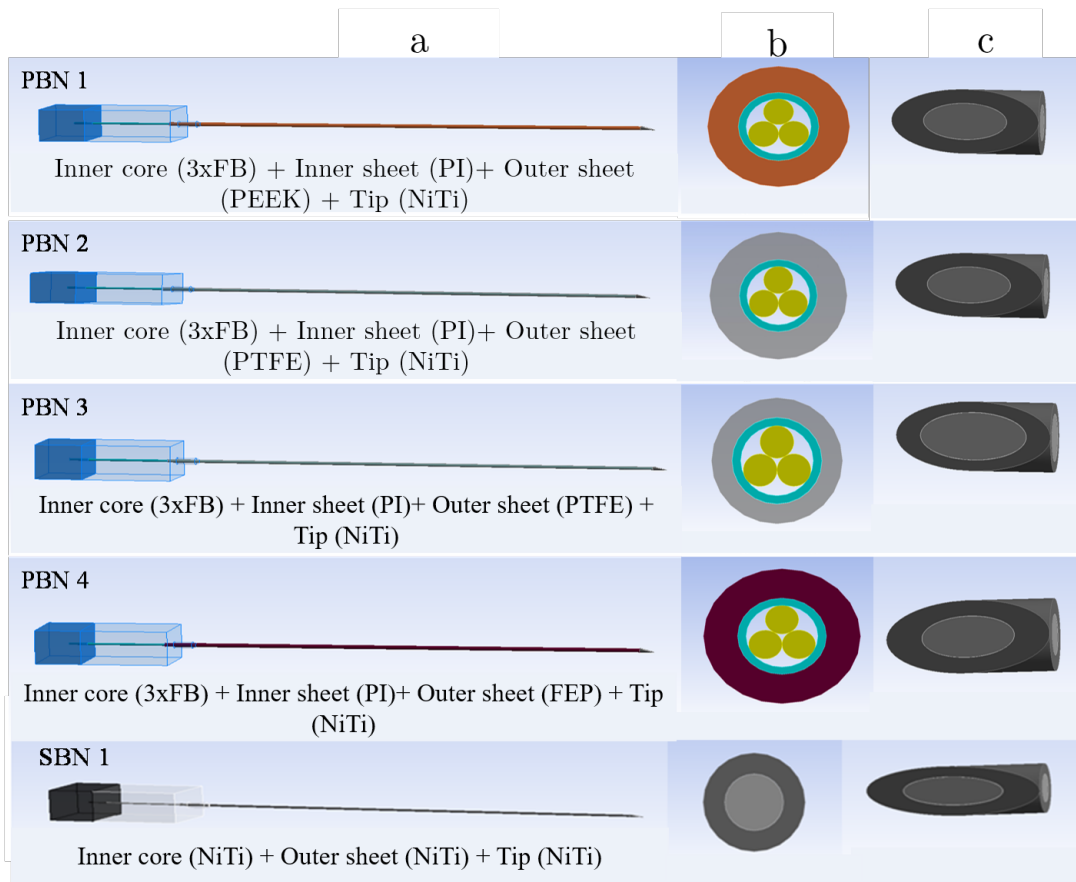 a
b
c
PBN 1
Inner core (3xFB) + Inner sheet (PI)+ Outer sheet
(PEEK) + Tip (NiTi)
PBN 2
Inner core (3xFB) + Inner sheet (PI)+ Outer sheet
(PTFE) + Tip (NiTi)
PBN 3
Inner core (3xFB) + Inner sheet (PI)+ Outer sheet (PTFE) +
Tip (NiTi)
PBN 4
Inner core (3xFB) + Inner sheet (PI)+ Outer sheet (FEP) + Tip
(NiTi)
SBN 1
Inner core (NiTi) + Outer sheet (NiTi) + Tip (NiTi)